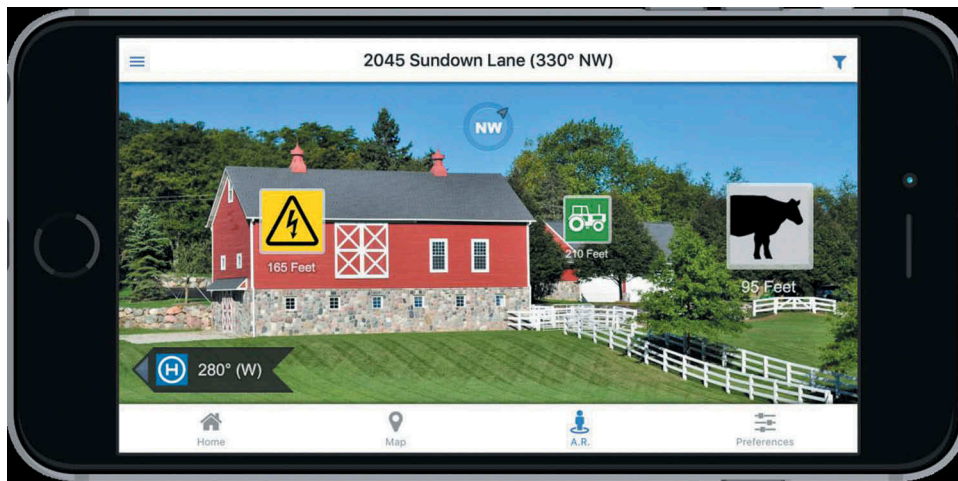 2045 Sundown Lane (330° NW)
NW
165 Feet
210 Feet
95 Feet
H 280° (W)
Home Map A.R. Preferences